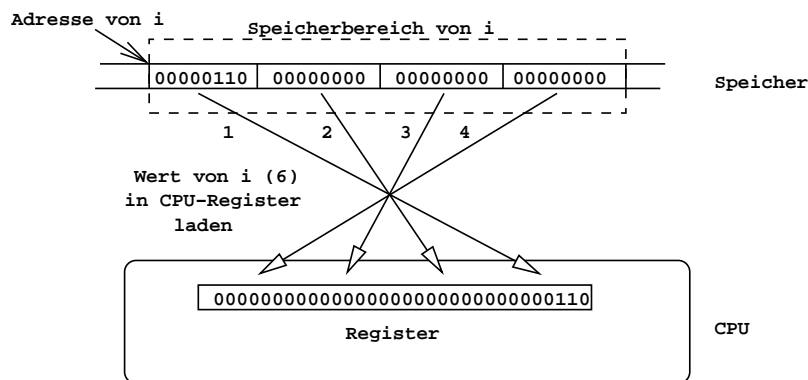 Adresse von i
Speicherbereich von i
00000110 00000000 00000000 00000000
Speicher
1 2 3 4
Wert von i (6)
in CPU-Register
laden
00000000000000000000000000000110
Register
CPU